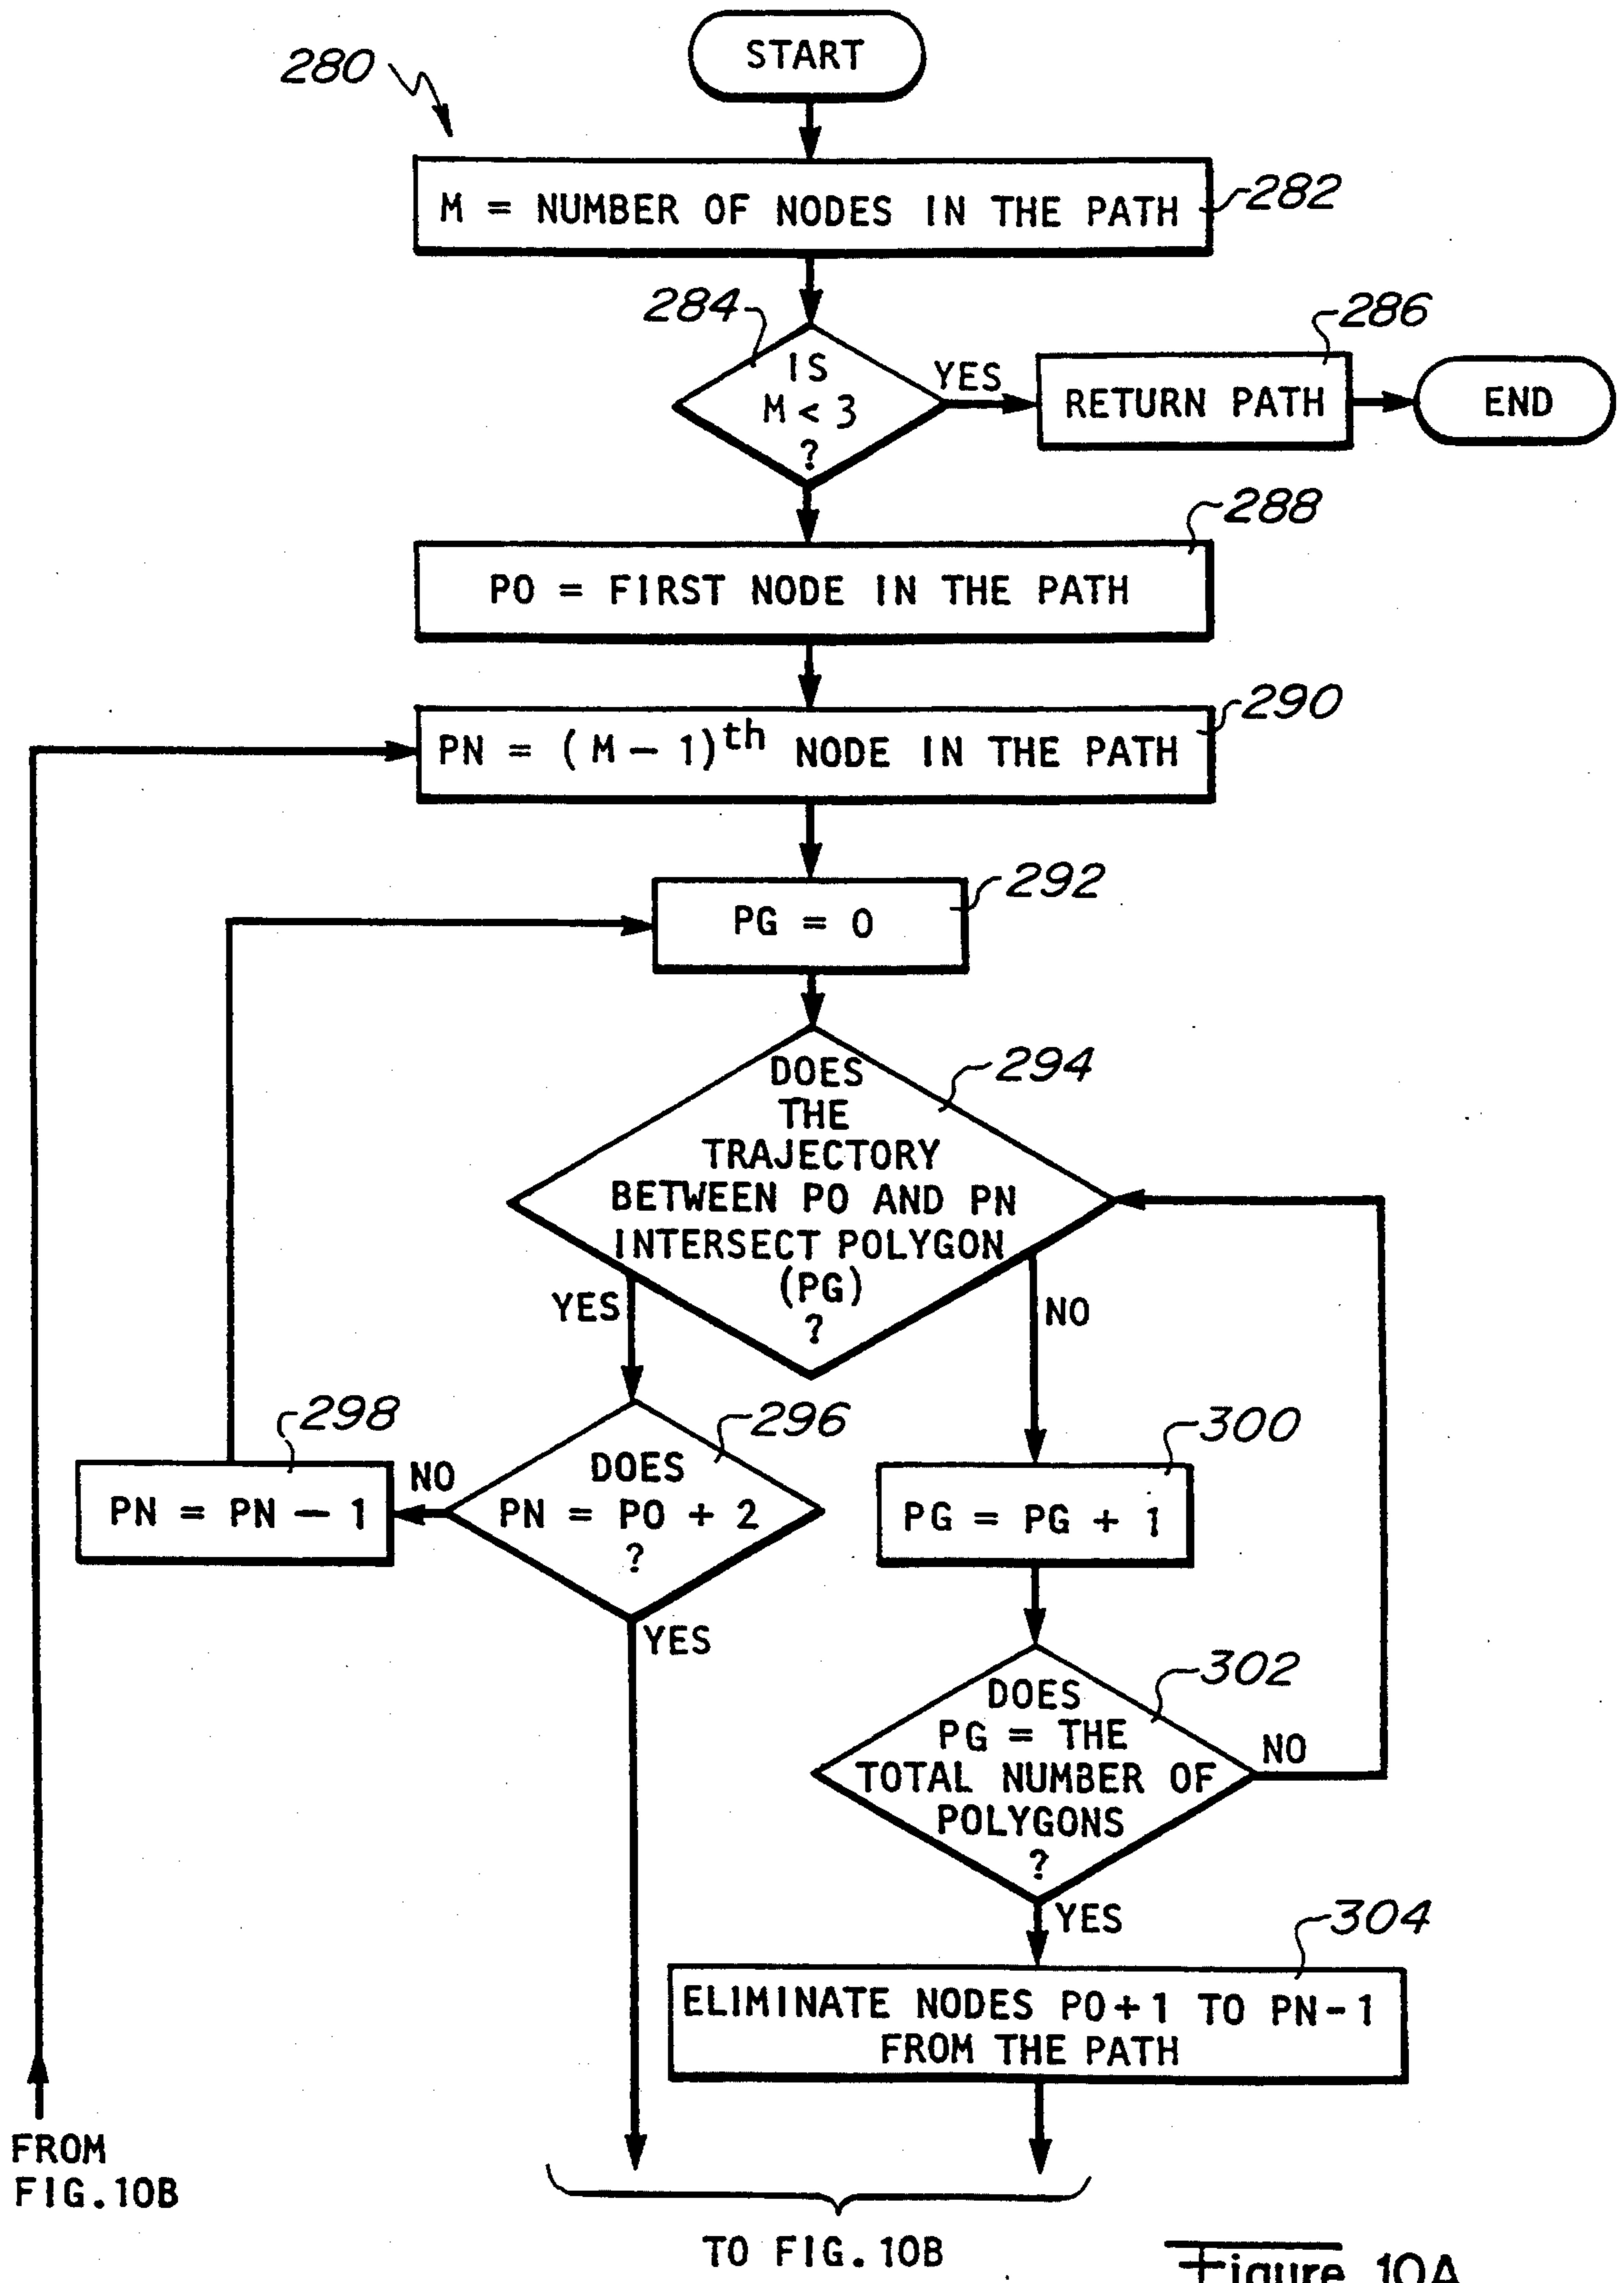 START
280
M = NUMBER OF NODES IN THE PATH
282
284
IS
M < 3
?
YES
RETURN PATH
286
END
288
PO = FIRST NODE IN THE PATH
290
PN = (M - 1)th NODE IN THE PATH
292
PG = 0
294
DOES
THE
TRAJECTORY
BETWEEN PO AND PN
INTERSECT POLYGON
(PG)
?
YES
NO
298
PN = PN - 1
NO
296
DOES
PN = PO + 2
?
YES
300
PG = PG + 1
302
DOES
PG = THE
TOTAL NUMBER OF
POLYGONS
?
NO
YES
304
ELIMINATE NODES PO+1 TO PN-1
FROM THE PATH
FROM
FIG.10B
TO FIG.10B
Figure 10A